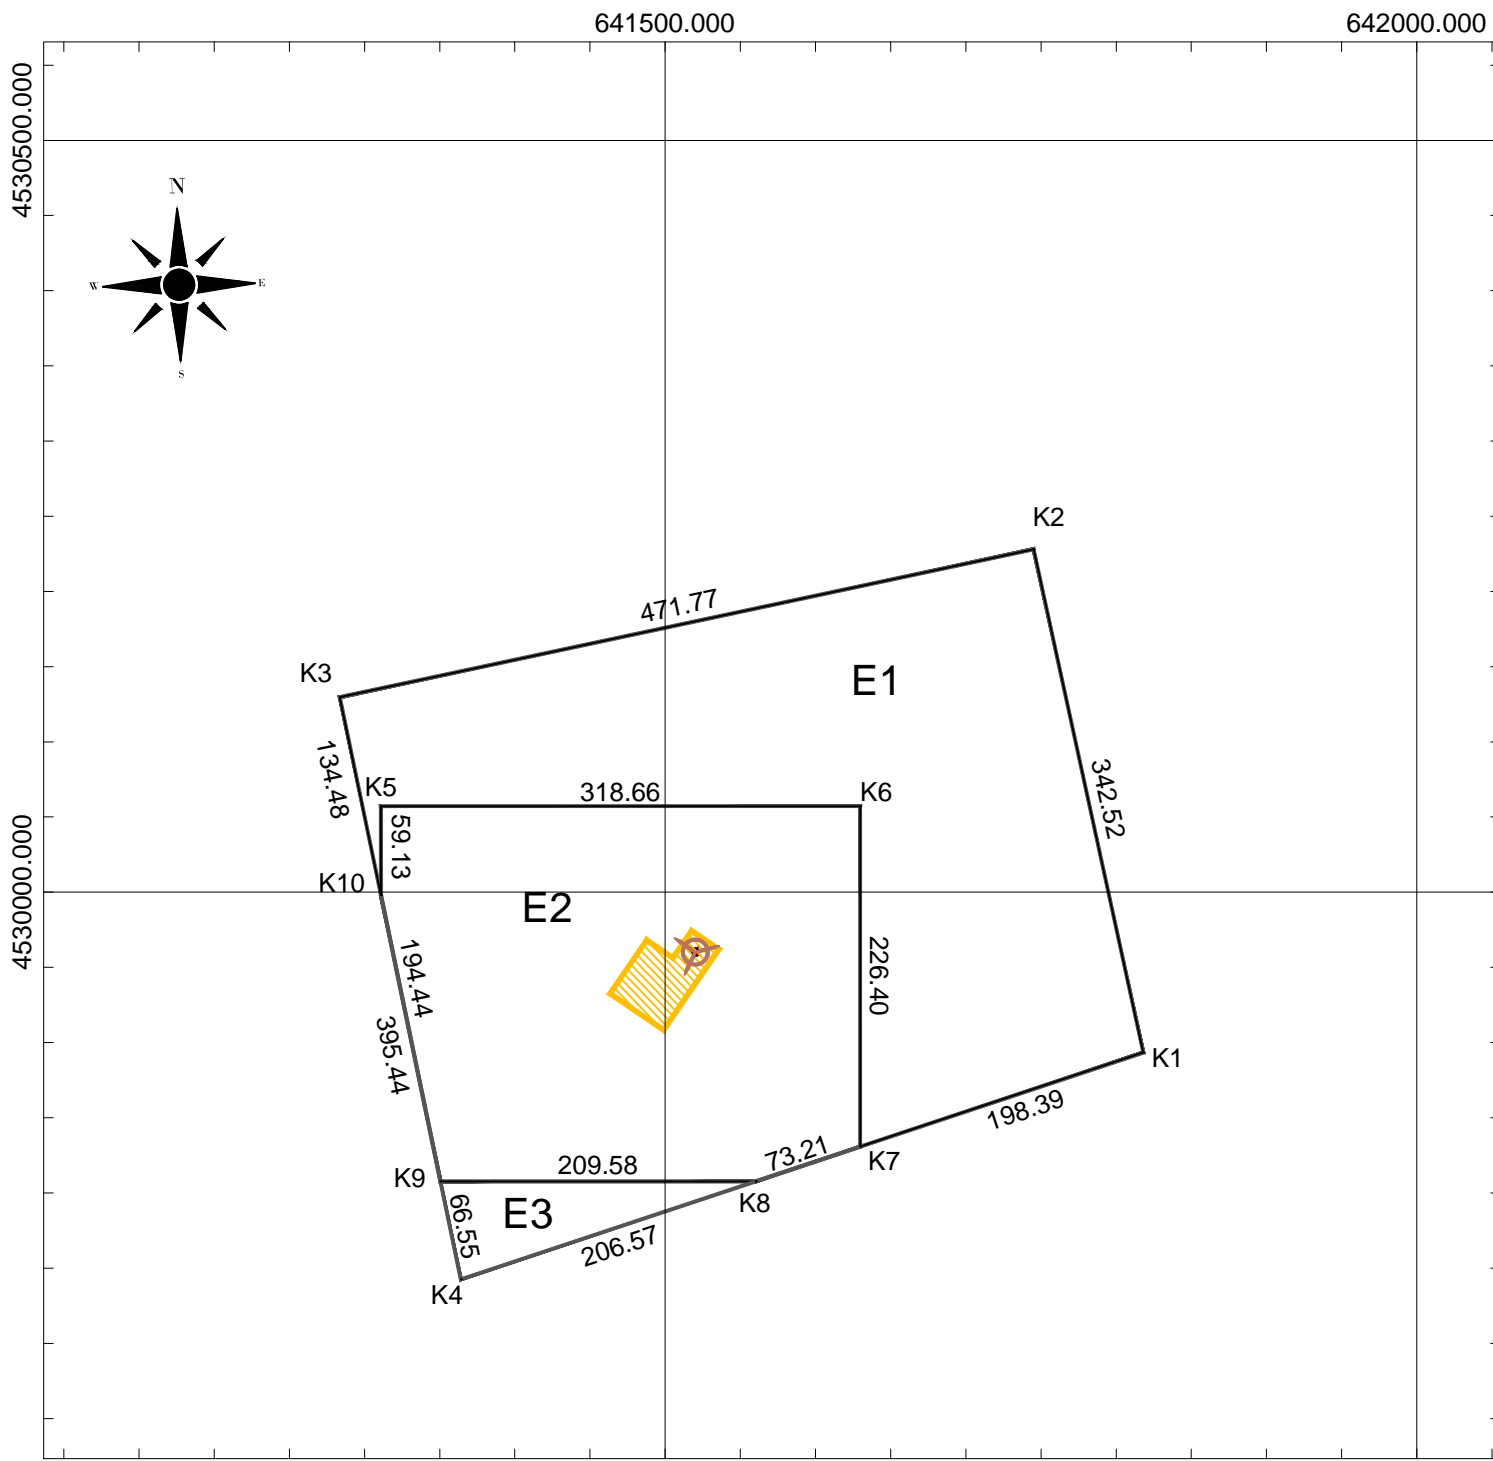 641500.000
642000.000
4530500.000
N
W
E
S
K2
471.77
K3
E1
134.48
342.52
K5
318.66
K6
59.13
K10
4530000.000
E2
194.44
226.40
395.44
K1
198.39
73.21
K7
K9
209.58
K8
66.55
E3
206.57
K4